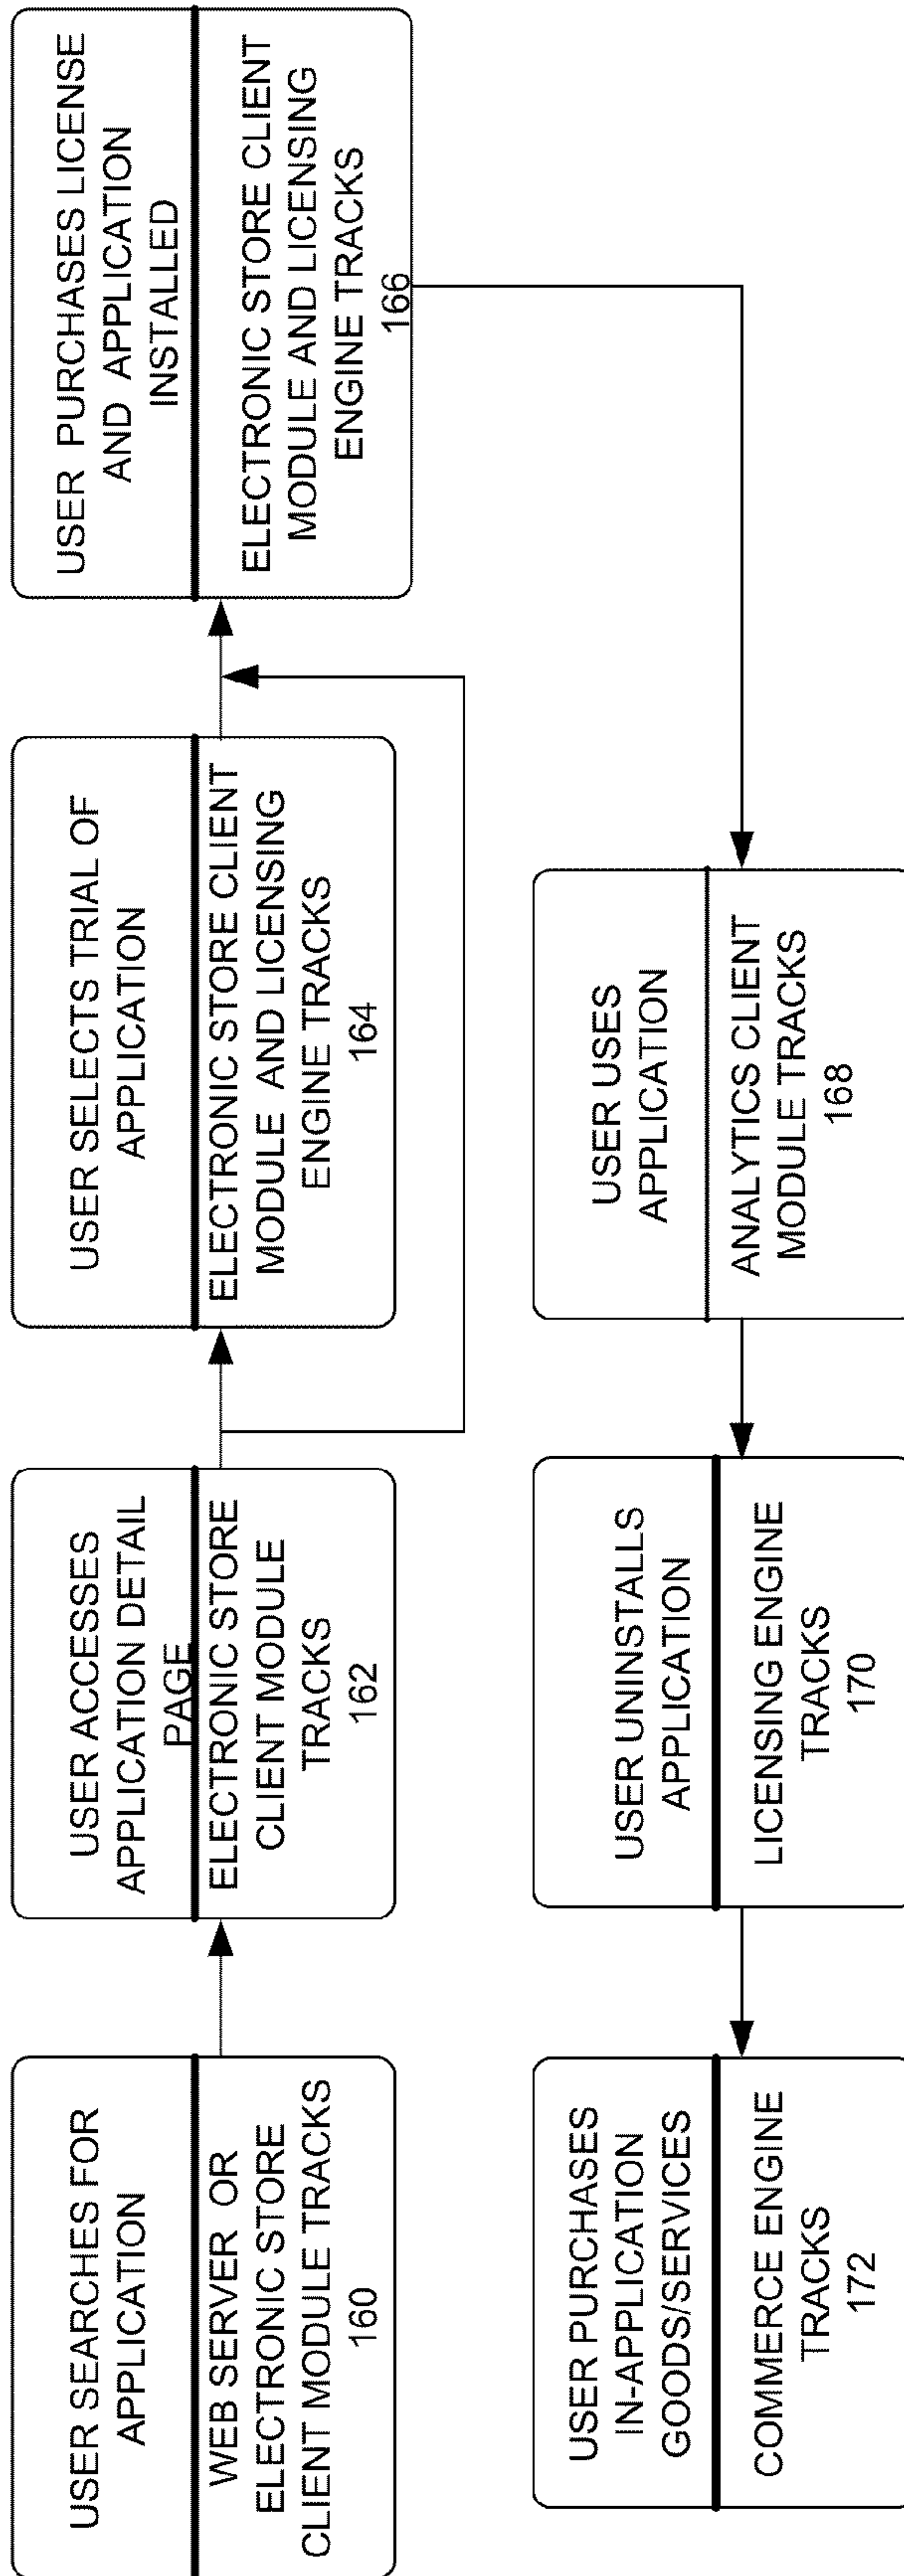 USER SEARCHES FOR
APPLICATION
WEB SERVER OR
ELECTRONIC STORE
CLIENT MODULE TRACKS
160
USER ACCESSES
APPLICATION DETAIL
PAGE
ELECTRONIC STORE
CLIENT MODULE
TRACKS
162
USER SELECTS TRIAL OF
APPLICATION
ELECTRONIC STORE CLIENT
MODULE AND LICENSING
ENGINE TRACKS
164
USER PURCHASES LICENSE
AND APPLICATION
INSTALLED
ELECTRONIC STORE CLIENT
MODULE AND LICENSING
ENGINE TRACKS
166
USER USES
APPLICATION
ANALYTICS CLIENT
MODULE TRACKS
168
USER UNINSTALLS
APPLICATION
LICENSING ENGINE
TRACKS
170
USER PURCHASES
IN-APPLICATION
GOODS/SERVICES
COMMERCE ENGINE
TRACKS
172